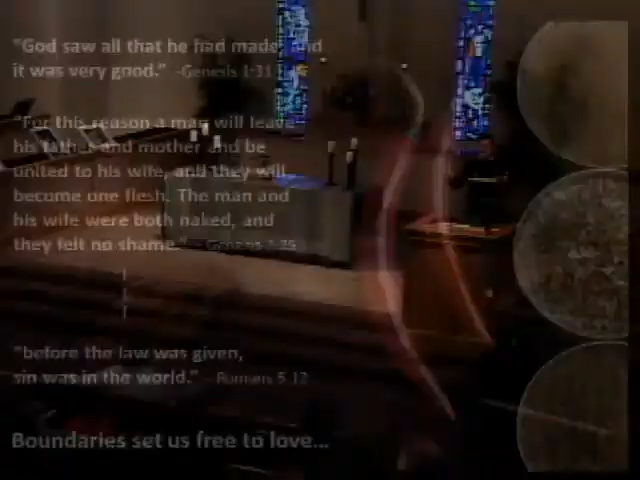 "God saw all that he had made, and
it was very good." -Genesis 1:31
"For this reason a man will leave
his father and mother and be
united to his wife, and they will
become one flesh. The man and
his wife were both naked, and
they felt no shame."
"before the law was given,
sin was in the world." - Romans 5:12
Boundaries set us free to love...